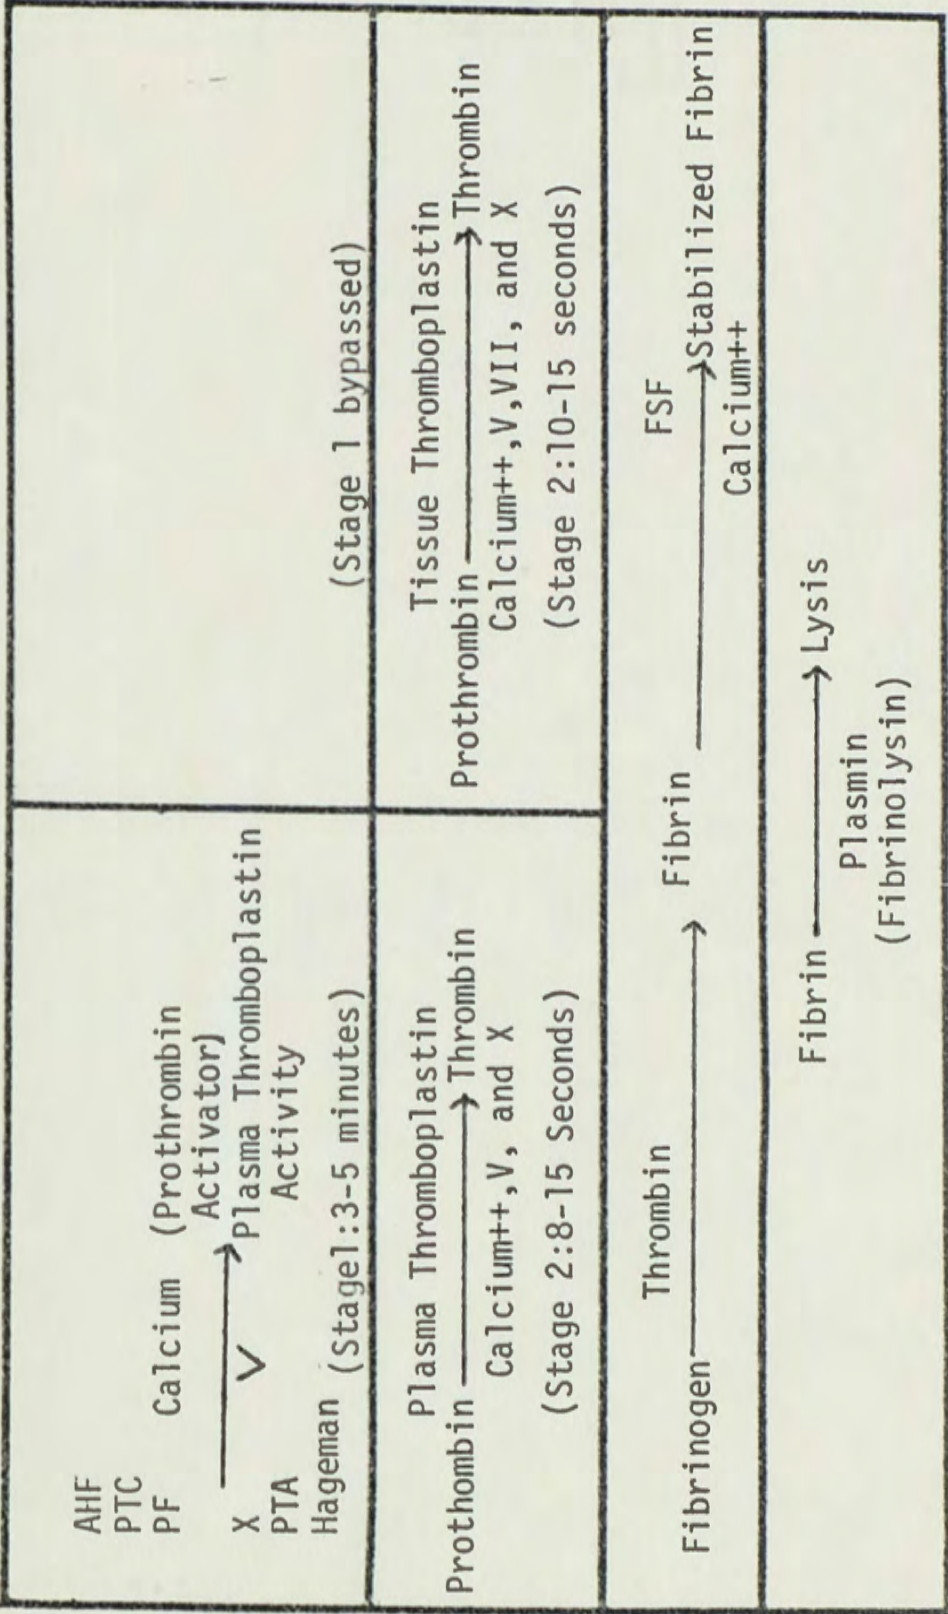 AHF
PTC
PF Calcium (Prothrombin
Activator)
X V Plasma Thromboplastin
PTA Activity
Hageman (Stage1:3-5 minutes)
(Stage 1 bypassed)
Plasma Thromboplastin
Prothombin Thrombin
Calcium++,V, and X
(Stage 2:8-15 Seconds)
Tissue Thromboplastin
Prothrombin Thrombin
Calcium++,V,VII, and X
(Stage 2:10-15 seconds)
Thrombin FSF
Fibrinogen Fibrin Stabilized Fibrin
Calcium++
Fibrin Lysis
Plasmin
(Fibrinolysin)